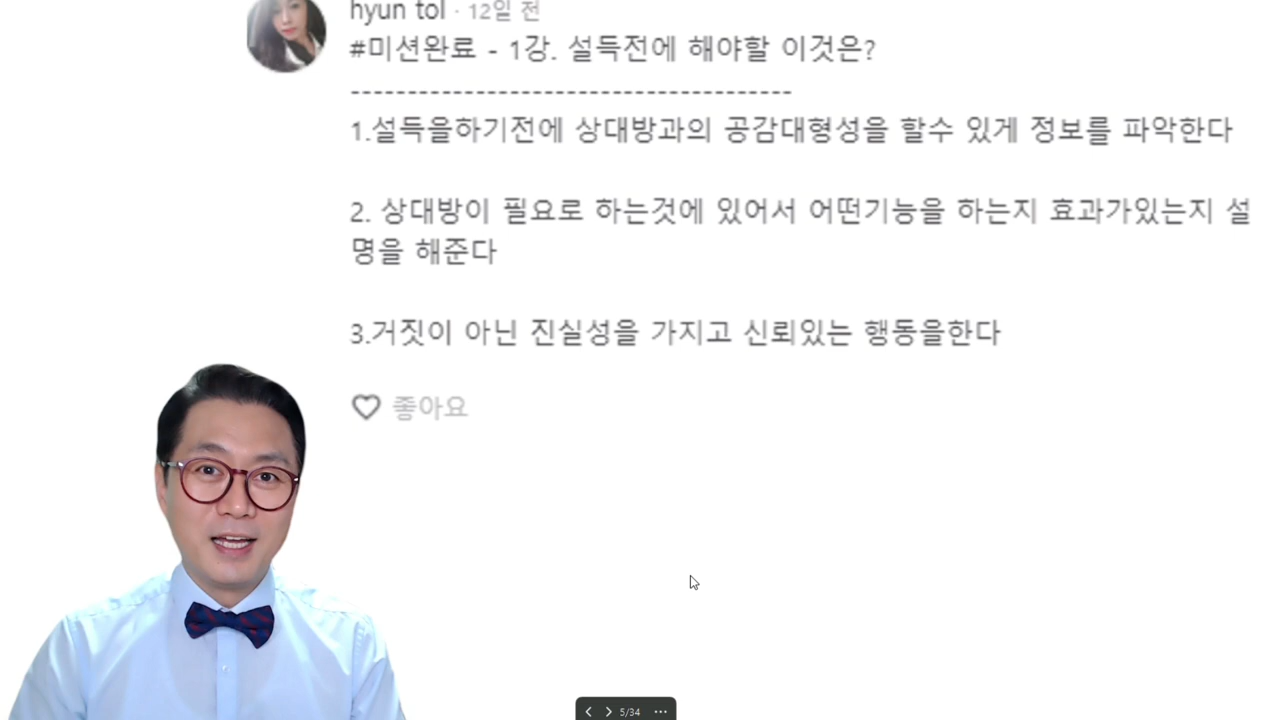 hyun tol · 12일 전
#미션완료 - 1강. 설득전에 해야할 이것은?
---------------------------------------
1.설득을하기전에 상대방과의 공감대형성을 할수 있게 정보를 파악한다
2. 상대방이 필요로 하는것에 있어서 어떤기능을 하는지 효과가있는지 설
명을 해준다
3.거짓이 아닌 진실성을 가지고 신뢰있는 행동을한다
좋아요
5/34